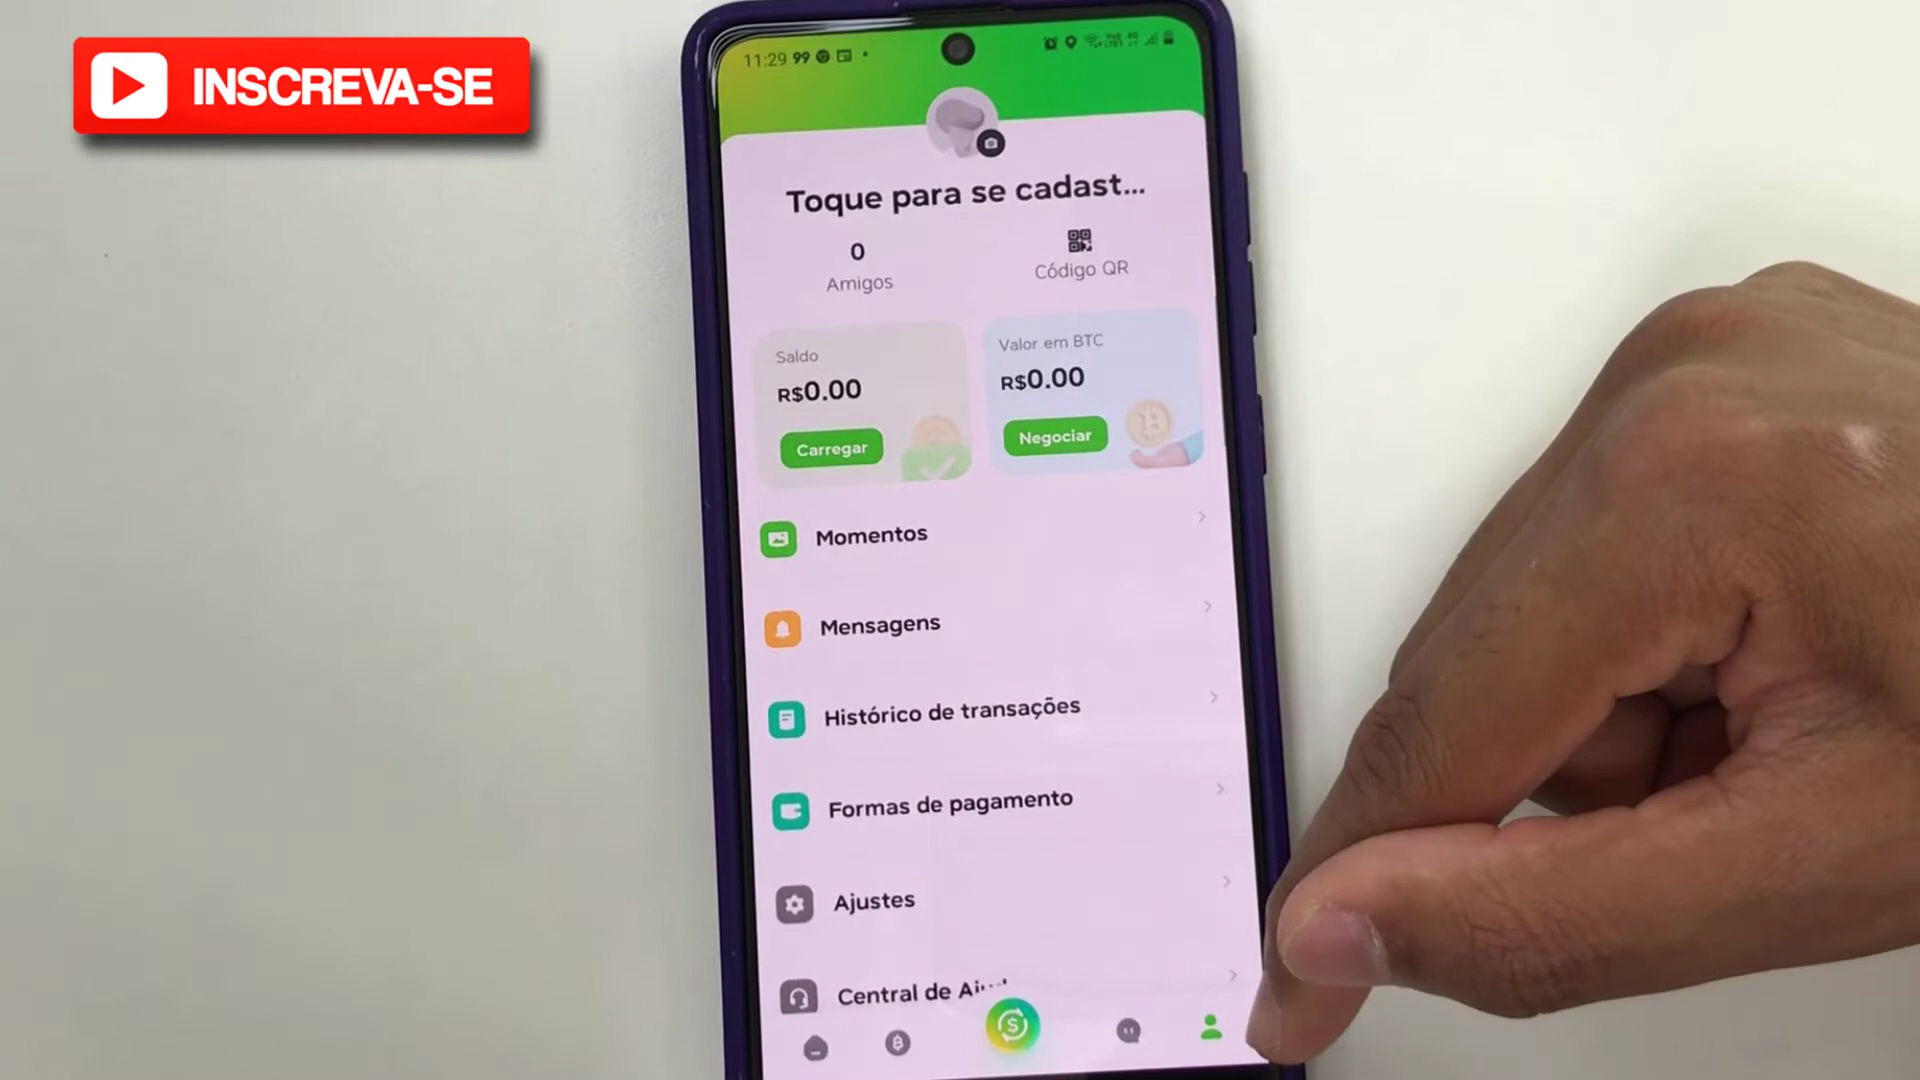 INSCREVA-SE
11:29 99
Toque para se cadast...
0
Amigos
Código QR
Saldo
R$0.00
Carregar
Valor em BTC
R$0.00
Negociar
Momentos
Mensagens
Histórico de transações
Formas de pagamento
Ajustes
Central de